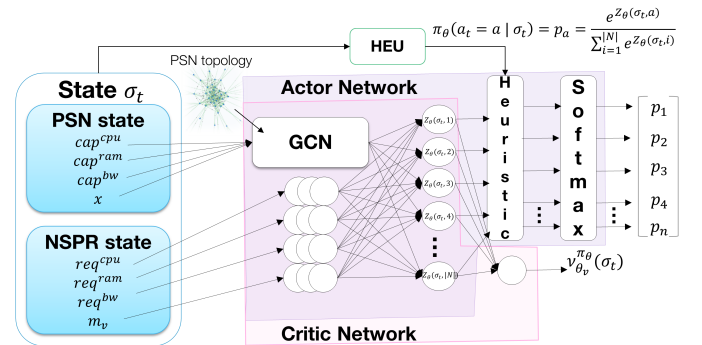 π_θ(a_t = a | σ_t) = p_a = e^{Z_θ(σ_t,a)} / ∑_{i=1}^{|N|} e^{Z_θ(σ_t,i)}
HEU
PSN topology
State σ_t
Actor Network
PSN state
cap^{cpu}
cap^{ram}
cap^{bw}
x
GCN
NSPR state
req^{cpu}
req^{ram}
req^{bw}
m_v
Z_θ(σ_t, 1)
Z_θ(σ_t, 2)
Z_θ(σ_t, 3)
Z_θ(σ_t, 4)
Z_θ(σ_t, |N|)
Heuristic
Softmax
p_1
p_2
p_3
p_4
p_n
ν_{θ_v}^{π_θ}(σ_t)
Critic Network